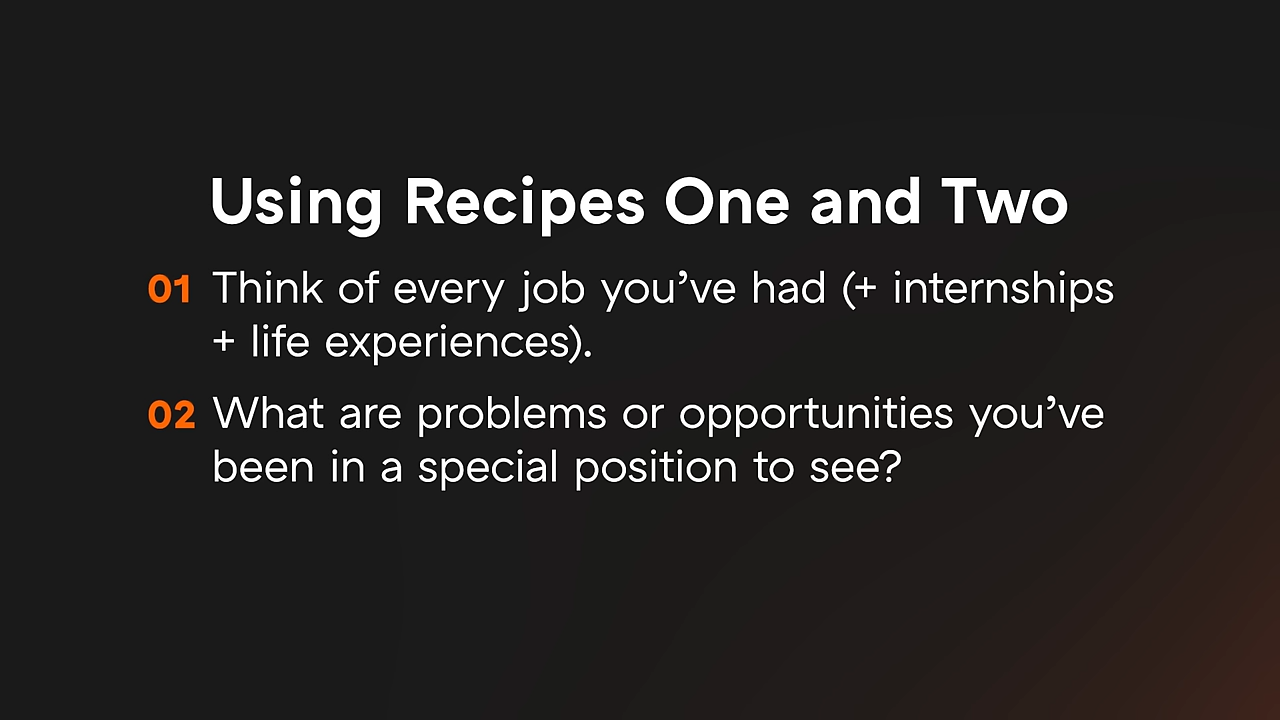 Using Recipes One and Two
01 Think of every job you’ve had (+ internships
+ life experiences).
02 What are problems or opportunities you’ve
been in a special position to see?